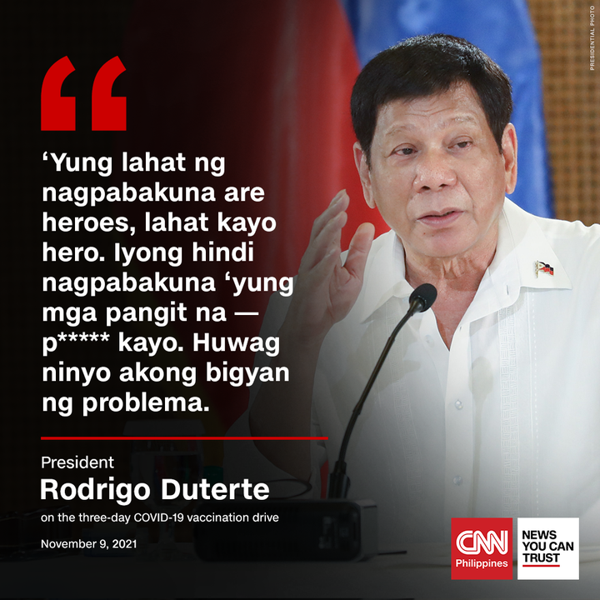 PRESIDENTIAL PHOTO
‘Yung lahat ng
nagpabakuna are
heroes, lahat kayo
hero. Iyong hindi
nagpabakuna ‘yung
mga pangit na —
p***** kayo. Huwag
ninyo akong bigyan
ng problema.
President
Rodrigo Duterte
on the three-day COVID-19 vaccination drive
November 9, 2021
CNN
Philippines
NEWS
YOU CAN
TRUST